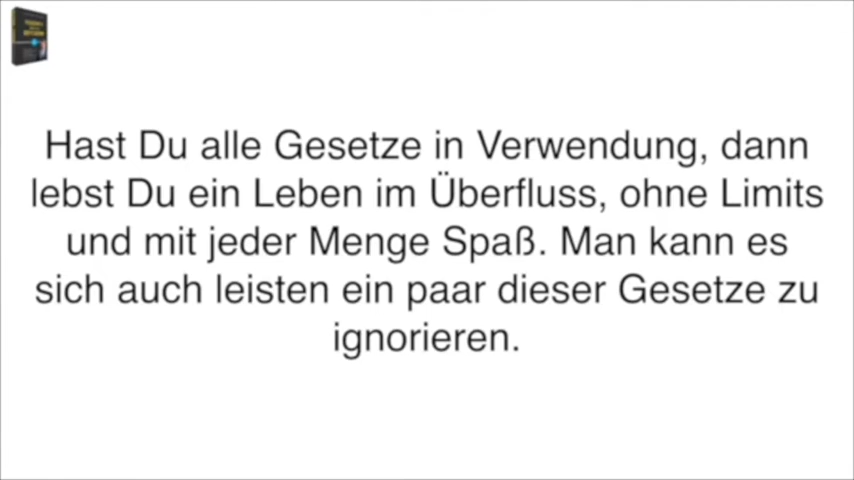 Hast Du alle Gesetze in Verwendung, dann
lebst Du ein Leben im Überfluss, ohne Limits
und mit jeder Menge Spaß. Man kann es
sich auch leisten ein paar dieser Gesetze zu
ignorieren.